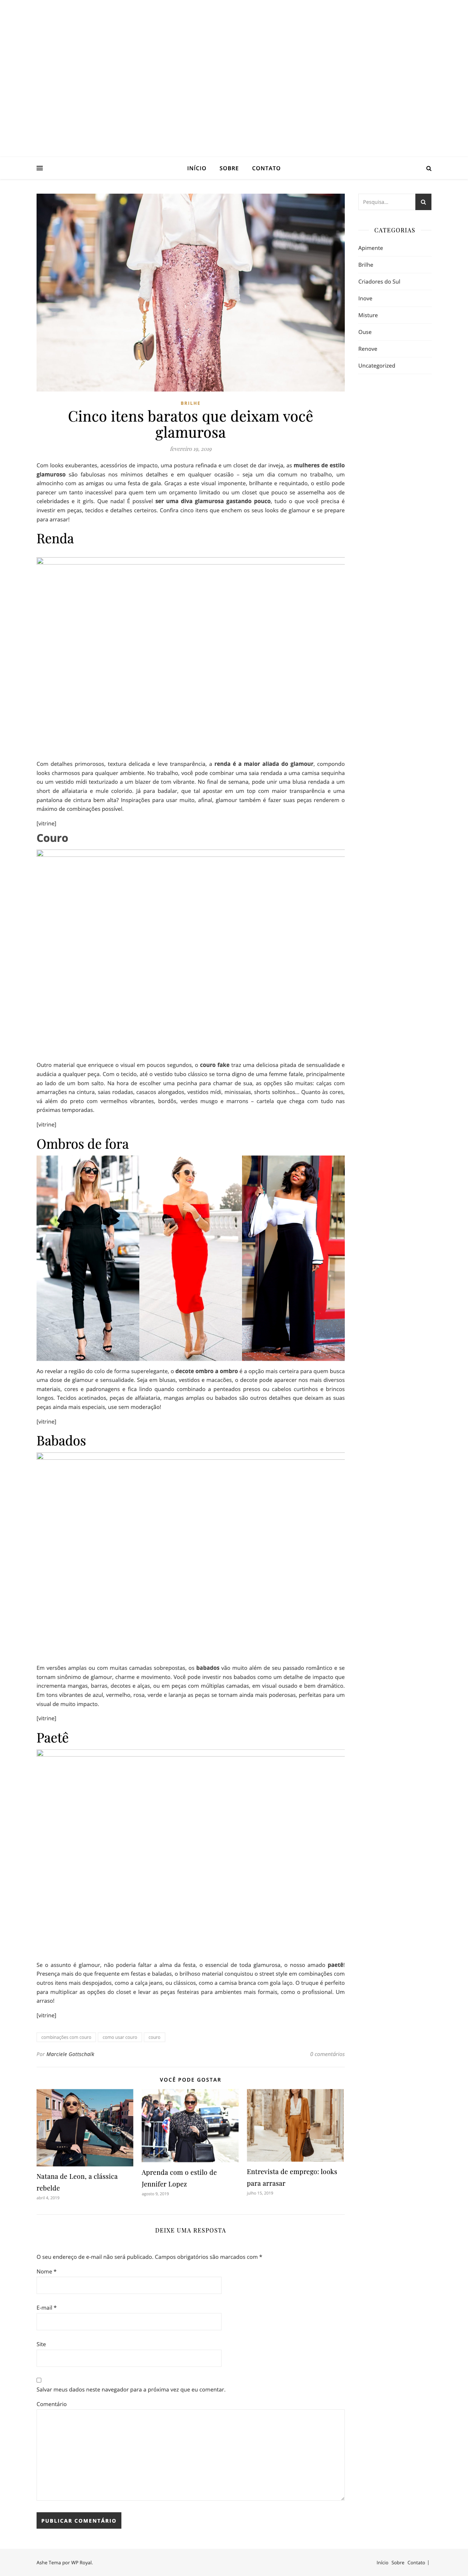 INÍCIO SOBRE CONTATO
Pesquisa...
CATEGORIAS
Apimente
Brilhe
Criadores do Sul
Inove
Misture
Ouse
Renove
Uncategorized
BRILHE
Cinco itens baratos que deixam você
glamurosa
fevereiro 19, 2019
Com looks exuberantes, acessórios de impacto, uma postura refinada e um closet de dar inveja, as mulheres de estilo
glamuroso são fabulosas nos mínimos detalhes e em qualquer ocasião – seja um dia comum no trabalho, um
almocinho com as amigas ou uma festa de gala. Graças a este visual imponente, brilhante e requintado, o estilo pode
parecer um tanto inacessível para quem tem um orçamento limitado ou um closet que pouco se assemelha aos de
celebridades e it girls. Que nada! É possível ser uma diva glamurosa gastando pouco, tudo o que você precisa é
investir em peças, tecidos e detalhes certeiros. Confira cinco itens que enchem os seus looks de glamour e se prepare
para arrasar!
Renda
Com detalhes primorosos, textura delicada e leve transparência, a renda é a maior aliada do glamour, compondo
looks charmosos para qualquer ambiente. No trabalho, você pode combinar uma saia rendada a uma camisa sequinha
ou um vestido mídi texturizado a um blazer de tom vibrante. No final de semana, pode unir uma blusa rendada a um
short de alfaiataria e mule colorido. Já para badalar, que tal apostar em um top com maior transparência e uma
pantalona de cintura bem alta? Inspirações para usar muito, afinal, glamour também é fazer suas peças renderem o
máximo de combinações possível.
[vitrine]
Couro
Outro material que enriquece o visual em poucos segundos, o couro fake traz uma deliciosa pitada de sensualidade e
audácia a qualquer peça. Com o tecido, até o vestido tubo clássico se torna digno de uma femme fatale, principalmente
ao lado de um bom salto. Na hora de escolher uma pecinha para chamar de sua, as opções são muitas: calças com
amarrações na cintura, saias rodadas, casacos alongados, vestidos mídi, minissaias, shorts soltinhos... Quanto às cores,
vá além do preto com vermelhos vibrantes, bordôs, verdes musgo e marrons – cartela que chega com tudo nas
próximas temporadas.
[vitrine]
Ombros de fora
Ao revelar a região do colo de forma superelegante, o decote ombro a ombro é a opção mais certeira para quem busca
uma dose de glamour e sensualidade. Seja em blusas, vestidos e macacões, o decote pode aparecer nos mais diversos
materiais, cores e padronagens e fica lindo quando combinado a penteados presos ou cabelos curtinhos e brincos
longos. Tecidos acetinados, peças de alfaiataria, mangas amplas ou babados são outros detalhes que deixam as suas
peças ainda mais especiais, use sem moderação!
[vitrine]
Babados
Em versões amplas ou com muitas camadas sobrepostas, os babados vão muito além de seu passado romântico e se
tornam sinônimo de glamour, charme e movimento. Você pode investir nos babados como um detalhe de impacto que
incrementa mangas, barras, decotes e alças, ou em peças com múltiplas camadas, em visual ousado e bem dramático.
Em tons vibrantes de azul, vermelho, roxo, verde e laranja as peças se tornam ainda mais poderosas, perfeitas para um
visual de muito impacto.
[vitrine]
Paetê
Se o assunto é glamour, não poderia faltar a alma da festa, o essencial de toda glamurosa, o nosso amado paetê!
Presença mais do que frequente em festas e baladas, o brilhoso material conquistou o street style em combinações com
outros itens mais despojados, como a calça jeans, ou clássicos, como a camisa branca com gola laço. O truque é perfeito
para multiplicar as opções do closet e levar as peças festeiras para ambientes mais formais, como o profissional. Um
arraso!
[vitrine]
combinações com couro como usar couro couro
Por Marciele Gottschalk 0 comentários
VOCÊ PODE GOSTAR
Natana de Leon, a clássica
rebelde
abril 4, 2018
Aprenda com o estilo de
Jennifer Lopez
agosto 9, 2019
Entrevista de emprego: looks
para arrasar
julho 12, 2019
DEIXE UMA RESPOSTA
O seu endereço de e-mail não será publicado. Campos obrigatórios são marcados com *
Nome *
E-mail *
Site
Salvar meus dados neste navegador para a próxima vez que eu comentar.
Comentário
PUBLICAR COMENTÁRIO
Ashe Tema por WP Royal. Início Sobre Contato |